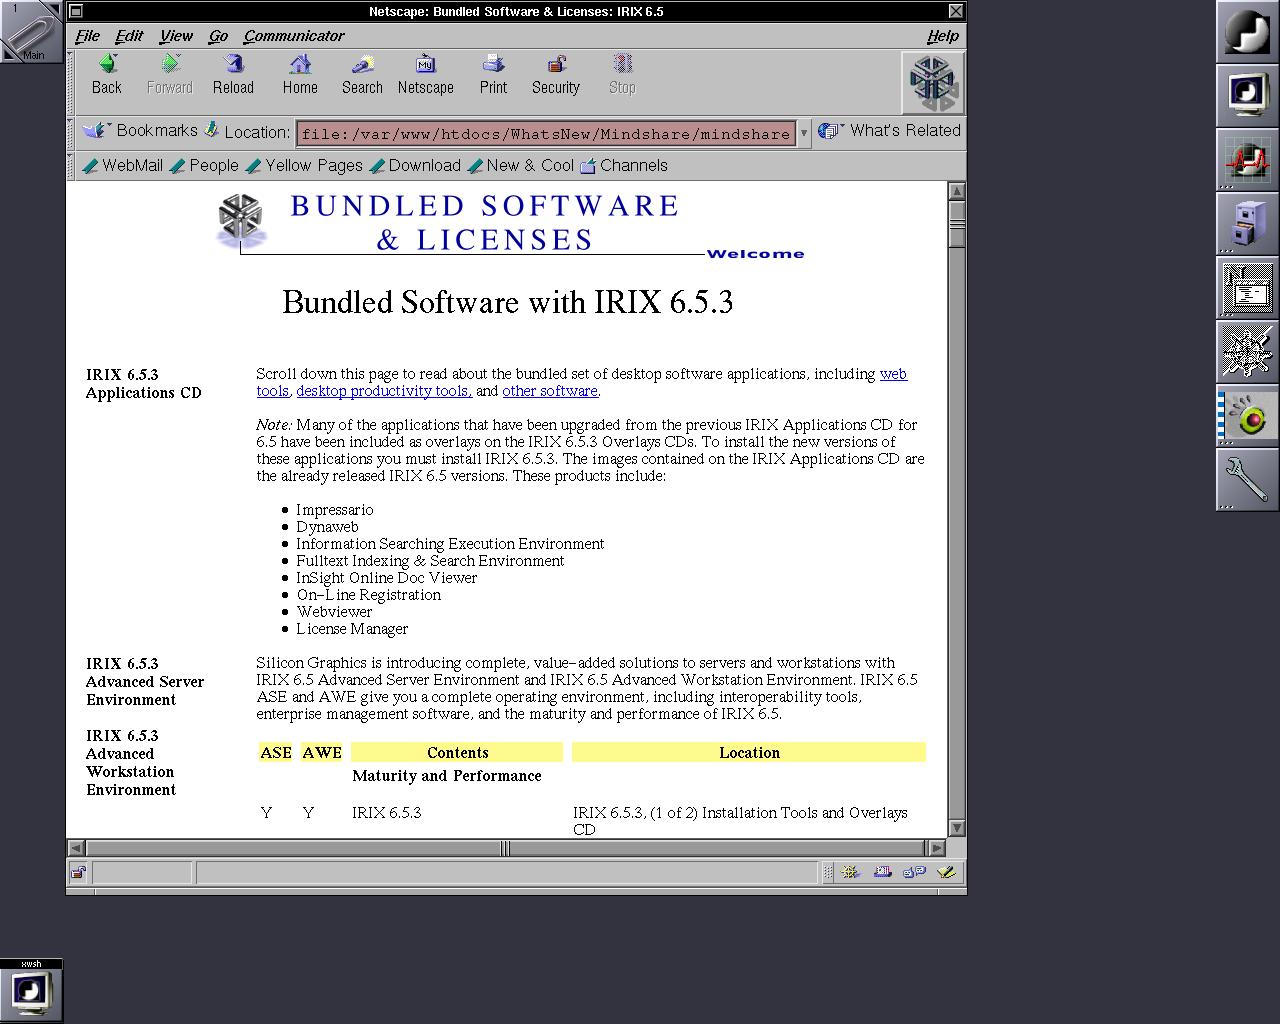 1
Main
Netscape: Bundled Software & Licenses: IRIX 6.5
File Edit View Go Communicator Help
Back Forward Reload Home Search Netscape Print Security Stop
My
Bookmarks Location: file:/var/www/htdocs/WhatsNew/Mindshare/mindshare What's Related
WebMail People Yellow Pages Download New & Cool Channels
BUNDLED SOFTWARE
& LICENSES
Welcome
Bundled Software with IRIX 6.5.3
IRIX 6.5.3
Applications CD
Scroll down this page to read about the bundled set of desktop software applications, including web
tools, desktop productivity tools, and other software.
Note: Many of the applications that have been upgraded from the previous IRIX Applications CD for
6.5 have been included as overlays on the IRIX 6.5.3 Overlays CDs. To install the new versions of
these applications you must install IRIX 6.5.3. The images contained on the IRIX Applications CD are
the already released IRIX 6.5 versions. These products include:
Impressario
Dynaweb
Information Searching Execution Environment
Fulltext Indexing & Search Environment
InSight Online Doc Viewer
On-Line Registration
Webviewer
License Manager
IRIX 6.5.3
Advanced Server
Environment
Silicon Graphics is introducing complete, value-added solutions to servers and workstations with
IRIX 6.5 Advanced Server Environment and IRIX 6.5 Advanced Workstation Environment. IRIX 6.5
ASE and AWE give you a complete operating environment, including interoperability tools,
enterprise management software, and the maturity and performance of IRIX 6.5.
IRIX 6.5.3
Advanced
Workstation
Environment
ASE AWE Contents Location
Maturity and Performance
Y Y IRIX 6.5.3 IRIX 6.5.3, (1 of 2) Installation Tools and Overlays
CD
xwsh